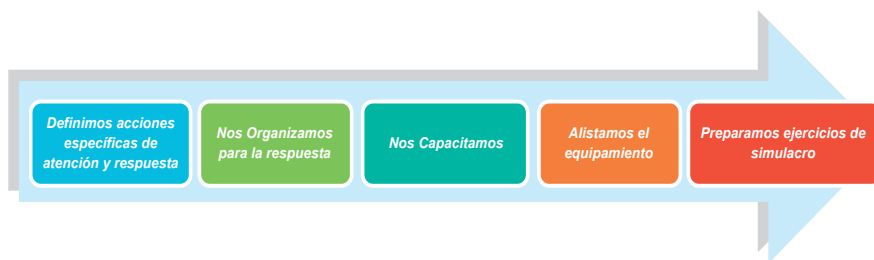 Definimos acciones
específicas de
atención y respuesta
Nos Organizamos
para la respuesta
Nos Capacitamos
Alistamos el
equipamiento
Preparamos ejercicios de
simulacro